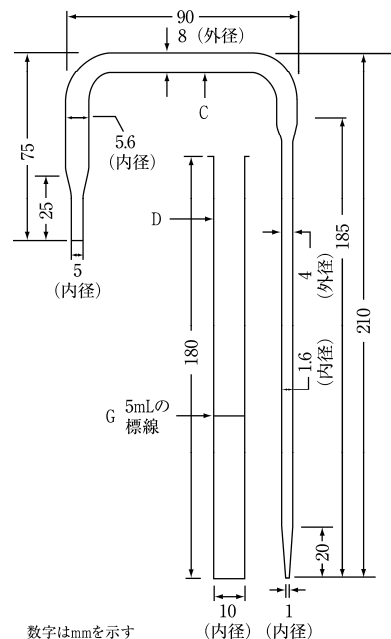 90
8 (外径)
C
5.6
(内径)
75
25
5
(内径)
D
180
G
5mLの
標線
4
(外径)
1.6
(内径)
185
210
20
10
(内径)
1
(内径)
数字はmmを示す